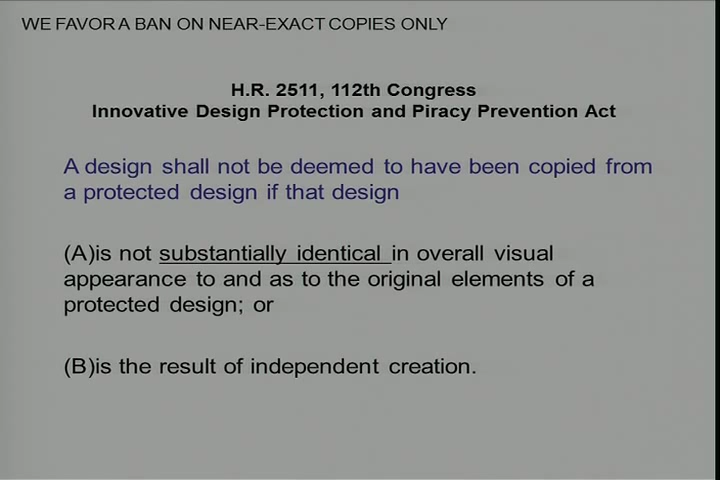 WE FAVOR A BAN ON NEAR-EXACT COPIES ONLY
H.R. 2511, 112th Congress
Innovative Design Protection and Piracy Prevention Act
A design shall not be deemed to have been copied from
a protected design if that design
(A)is not substantially identical in overall visual
appearance to and as to the original elements of a
protected design; or
(B)is the result of independent creation.